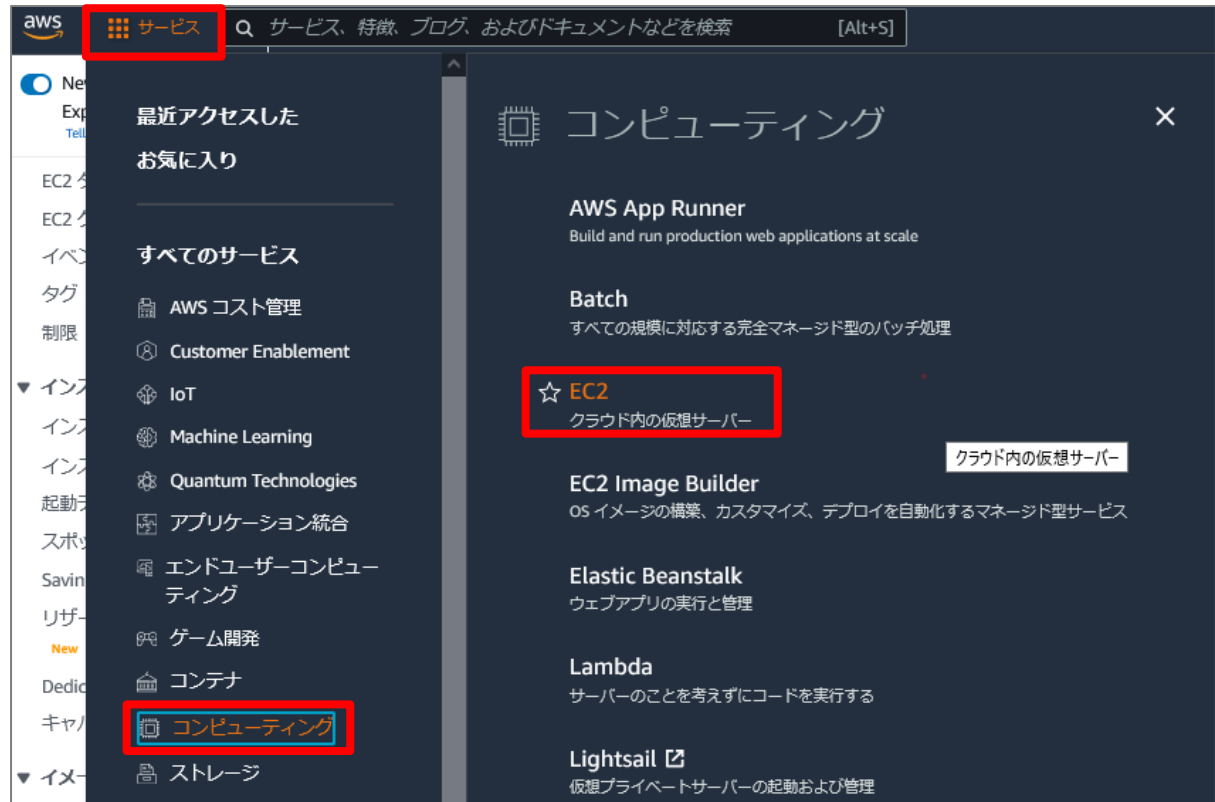 aws
サービス
サービス、特徴、ブログ、およびドキュメントなどを検索 [Alt+S]
New
Exp
Tell
EC2
EC2
イベン
タグ
制限
▼ インス
インス
インス
起動テ
スポッ
Savin
リザー
New
Dedic
キャパ
▼ イメー
最近アクセスした
お気に入り
すべてのサービス
AWS コスト管理
Customer Enablement
IoT
Machine Learning
Quantum Technologies
アプリケーション統合
エンドユーザーコンピュー
ティング
ゲーム開発
コンテナ
コンピューティング
ストレージ
コンピューティング
AWS App Runner
Build and run production web applications at scale
Batch
すべての規模に対応する完全マネージド型のバッチ処理
EC2
クラウド内の仮想サーバー
クラウド内の仮想サーバー
EC2 Image Builder
OS イメージの構築、カスタマイズ、デプロイを自動化するマネージド型サービス
Elastic Beanstalk
ウェブアプリの実行と管理
Lambda
サーバーのことを考えずにコードを実行する
Lightsail
仮想プライベートサーバーの起動および管理